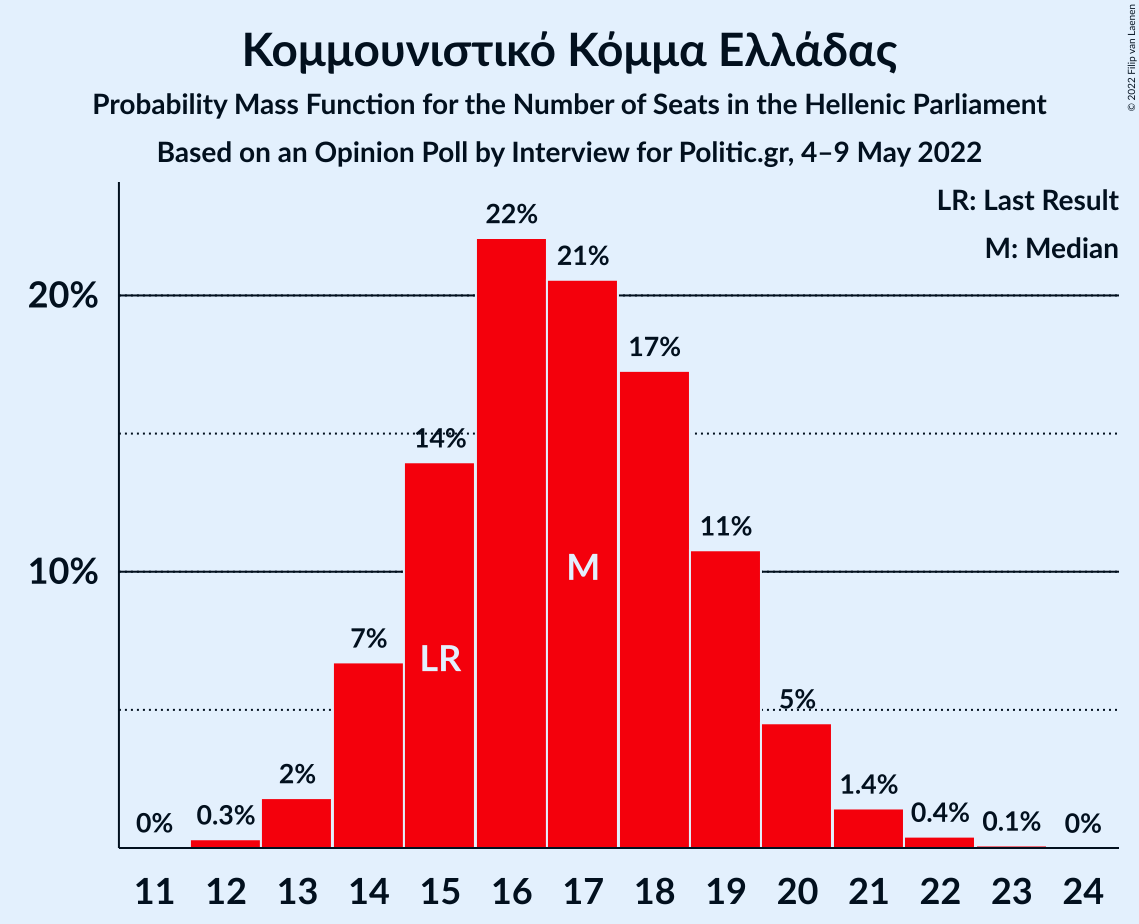 Κομμουνιστικό Κόμμα Ελλάδας
Probability Mass Function for the Number of Seats in the Hellenic Parliament
Based on an Opinion Poll by Interview for Politic.gr, 4–9 May 2022
© 2022 Filip van Laenen
LR: Last Result
M: Median
22%
21%
20%
17%
14%
11%
10%
M
7%
LR
5%
2%
1.4%
0% 0.3% 0.4% 0.1% 0%
11 12 13 14 15 16 17 18 19 20 21 22 23 24